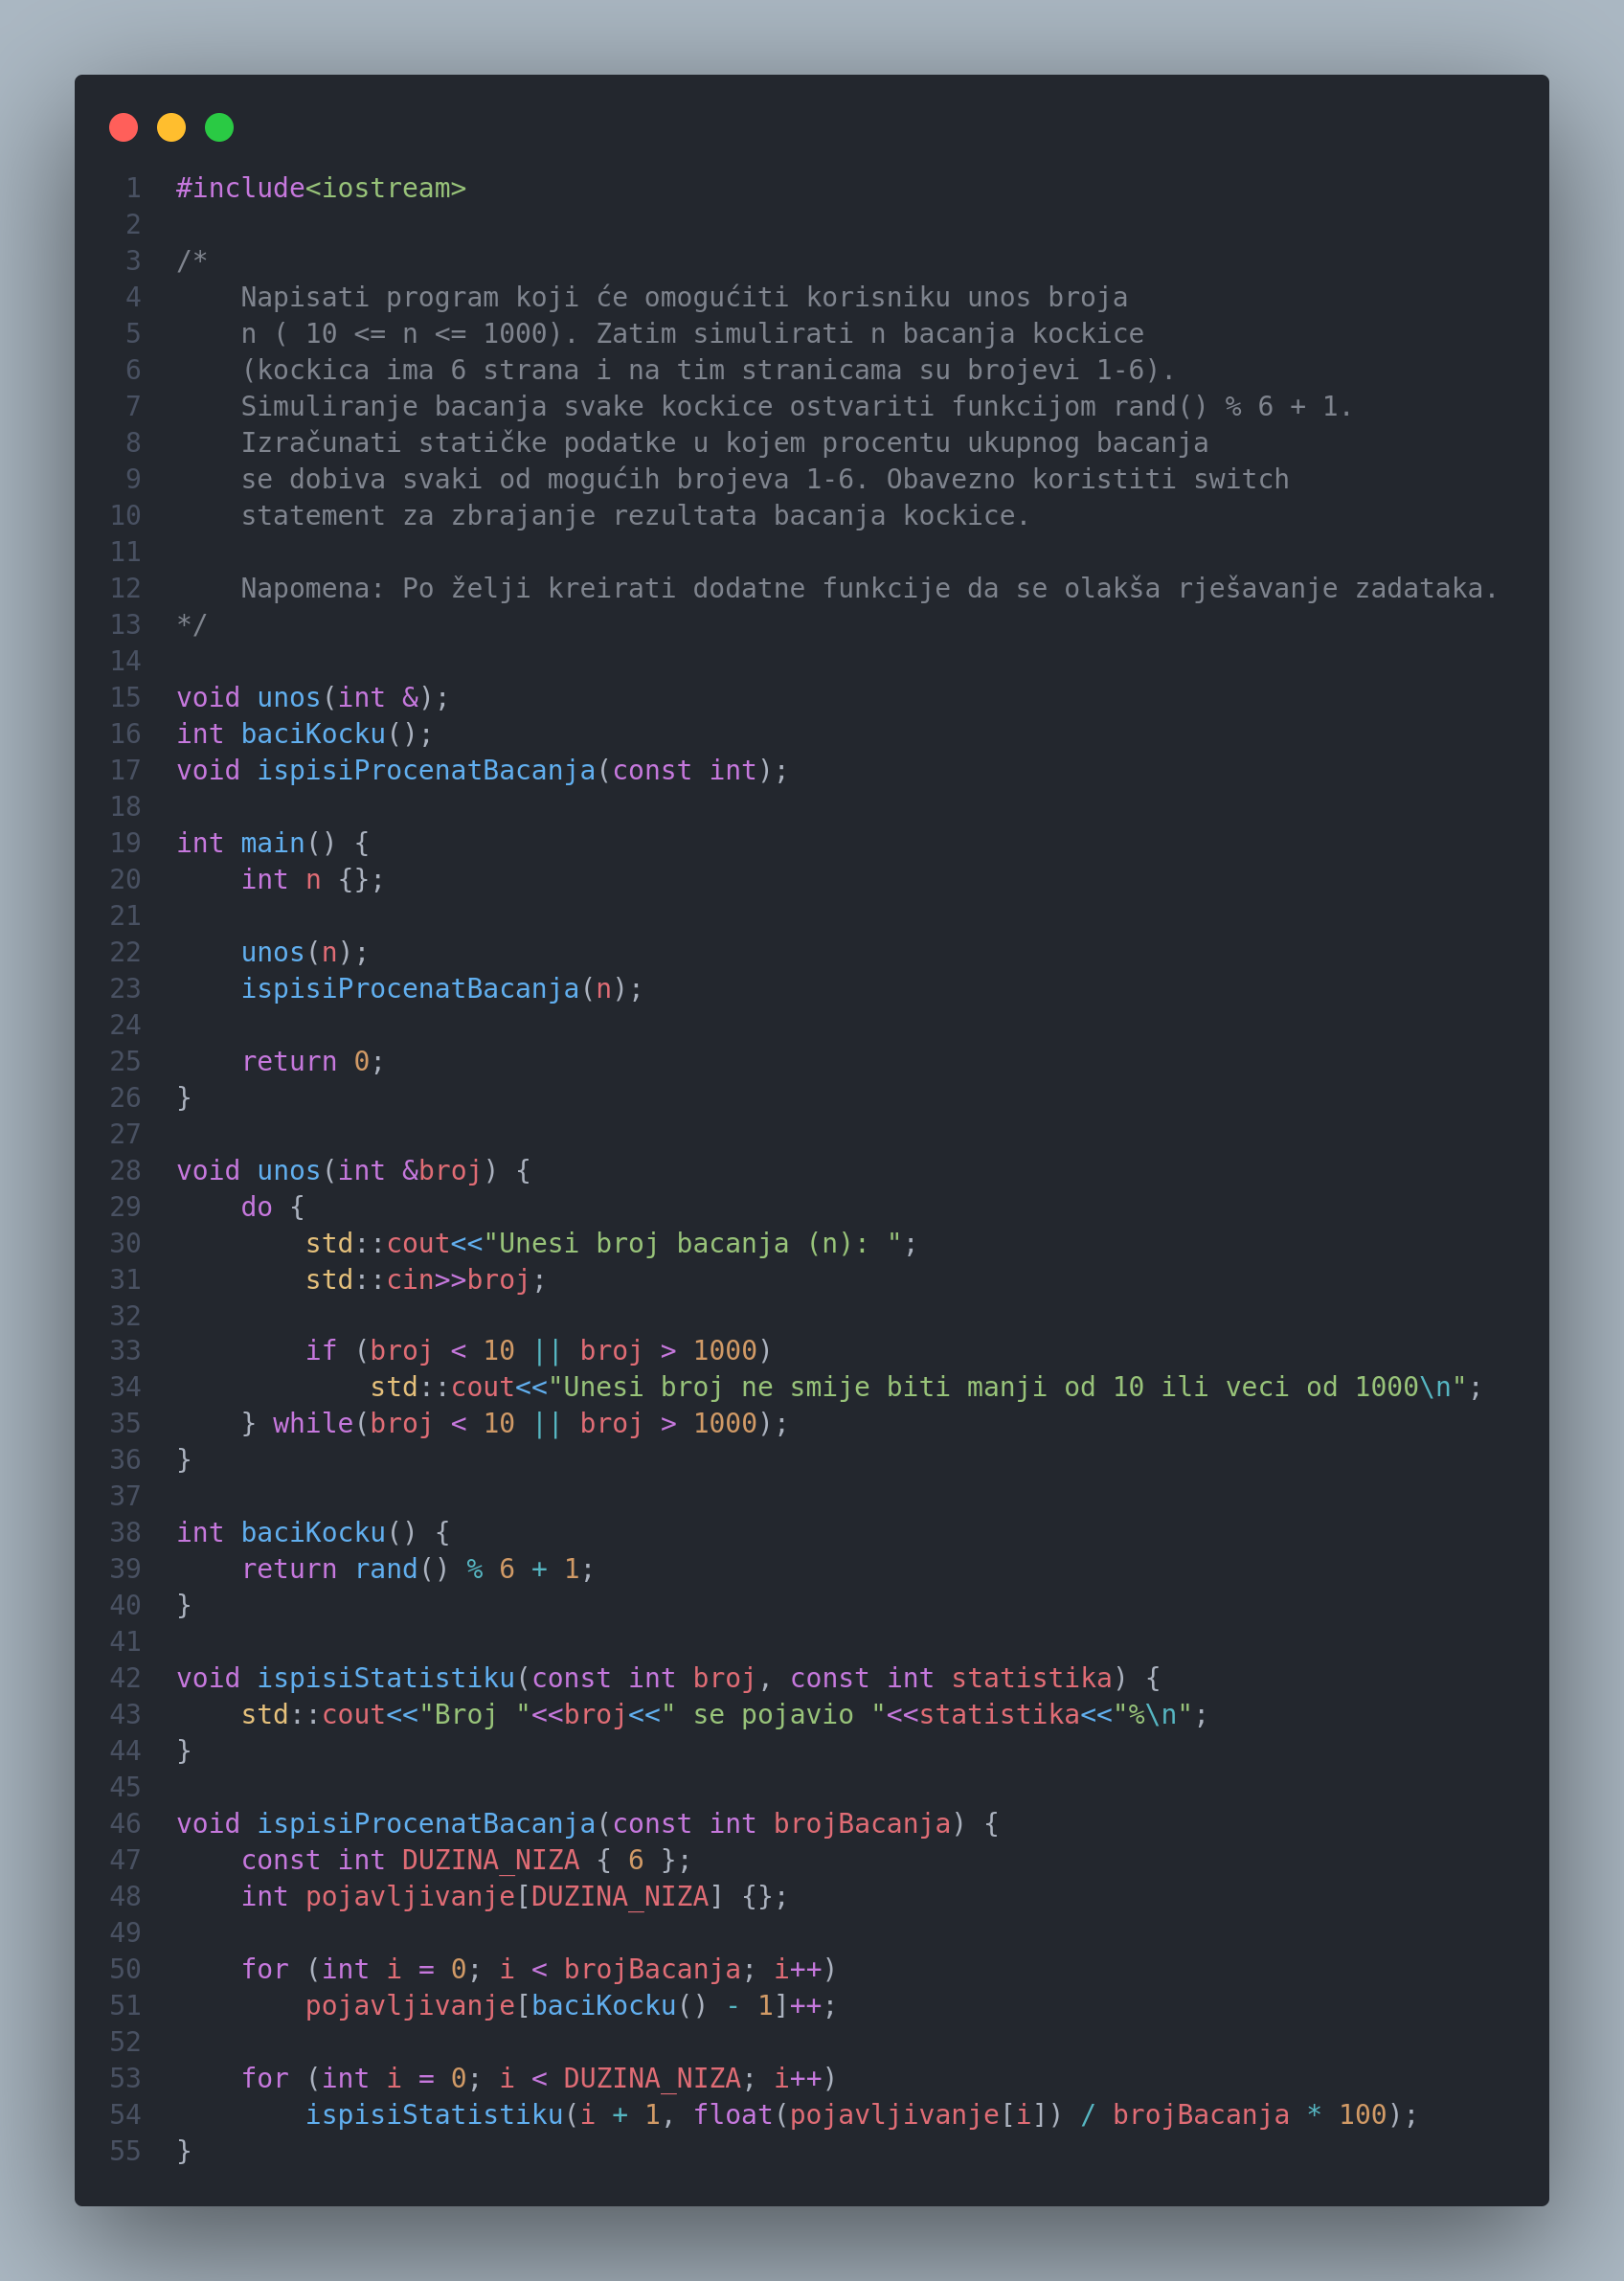 1 #include<iostream>
2
3 /*
4     Napisati program koji će omogućiti korisniku unos broja
5     n ( 10 <= n <= 1000). Zatim simulirati n bacanja kockice
6     (kockica ima 6 strana i na tim stranicama su brojevi 1-6).
7     Simuliranje bacanja svake kockice ostvariti funkcijom rand() % 6 + 1.
8     Izračunati statičke podatke u kojem procentu ukupnog bacanja
9     se dobiva svaki od mogućih brojeva 1-6. Obavezno koristiti switch
10     statement za zbrajanje rezultata bacanja kockice.
11
12     Napomena: Po želji kreirati dodatne funkcije da se olakša rješavanje zadataka.
13 */
14
15 void unos(int &);
16 int baciKocku();
17 void ispisiProcenatBacanja(const int);
18
19 int main() {
20     int n {};
21
22     unos(n);
23     ispisiProcenatBacanja(n);
24
25     return 0;
26 }
27
28 void unos(int &broj) {
29     do {
30         std::cout<<"Unesi broj bacanja (n): ";
31         std::cin>>broj;
32
33         if (broj < 10 || broj > 1000)
34             std::cout<<"Unesi broj ne smije biti manji od 10 ili veci od 1000\n";
35     } while(broj < 10 || broj > 1000);
36 }
37
38 int baciKocku() {
39     return rand() % 6 + 1;
40 }
41
42 void ispisiStatistiku(const int broj, const int statistika) {
43     std::cout<<"Broj "<<broj<<" se pojavio "<<statistika<<"%\n";
44 }
45
46 void ispisiProcenatBacanja(const int brojBacanja) {
47     const int DUZINA_NIZA { 6 };
48     int pojavljivanje[DUZINA_NIZA] {};
49
50     for (int i = 0; i < brojBacanja; i++)
51         pojavljivanje[baciKocku() - 1]++;
52
53     for (int i = 0; i < DUZINA_NIZA; i++)
54         ispisiStatistiku(i + 1, float(pojavljivanje[i]) / brojBacanja * 100);
55 }